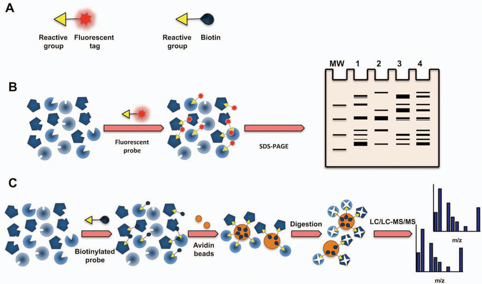 A
Reactive group
Fluorescent tag
Reactive group
Biotin
B
Fluorescent probe
SDS-PAGE
MW 1 2 3 4
C
Biotinylated probe
Avidin beads
Digestion
LC/LC-MS/MS
m/z
m/z